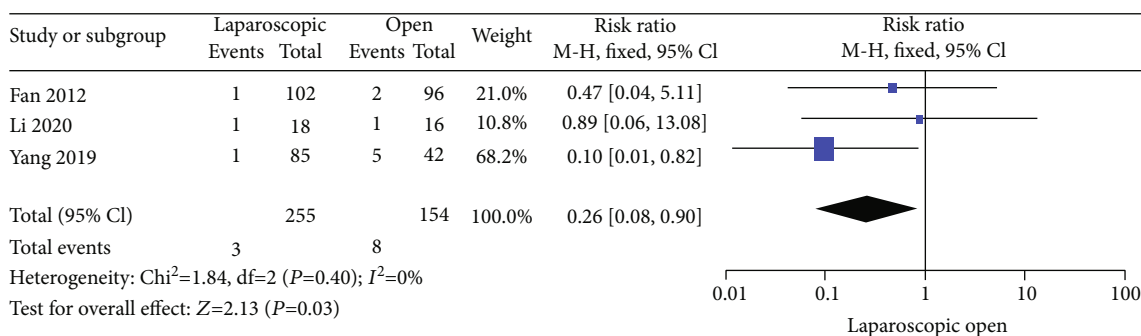 Study or subgroup Laparoscopic Open Weight Risk ratio Risk ratio
Events Total Events Total M-H, fixed, 95% Cl M-H, fixed, 95% Cl
Fan 2012 1 102 2 96 21.0% 0.47 [0.04, 5.11]
Li 2020 1 18 1 16 10.8% 0.89 [0.06, 13.08]
Yang 2019 1 85 5 42 68.2% 0.10 [0.01, 0.82]
Total (95% Cl) 255 154 100.0% 0.26 [0.08, 0.90]
Total events 3 8
Heterogeneity: Chi²=1.84, df=2 (P=0.40); I²=0%
Test for overall effect: Z=2.13 (P=0.03)
0.01 0.1 1 10 100
Laparoscopic open